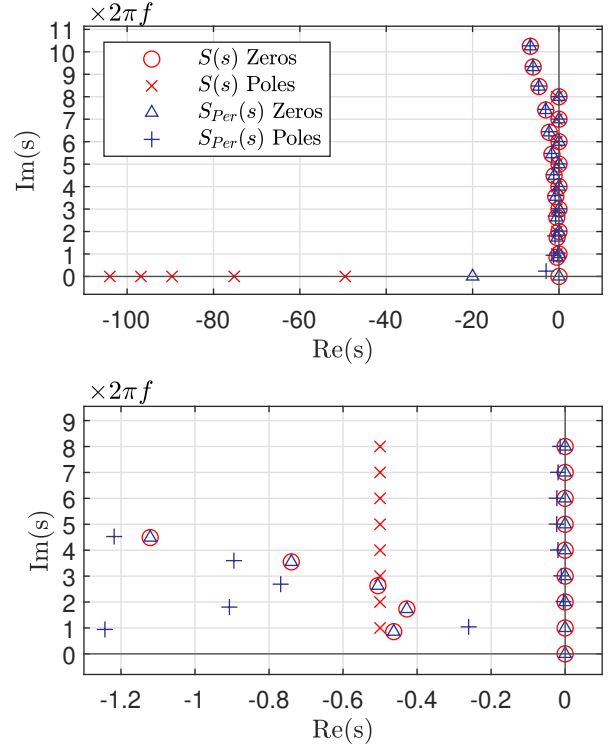 ×2πf
11
10
9
8
7
6
5
4
3
2
1
0
Im(s)
S(s) Zeros
S(s) Poles
S_{Per}(s) Zeros
S_{Per}(s) Poles
-100 -80 -60 -40 -20 0
Re(s)
×2πf
9
8
7
6
5
4
3
2
1
0
Im(s)
-1.2 -1 -0.8 -0.6 -0.4 -0.2 0
Re(s)